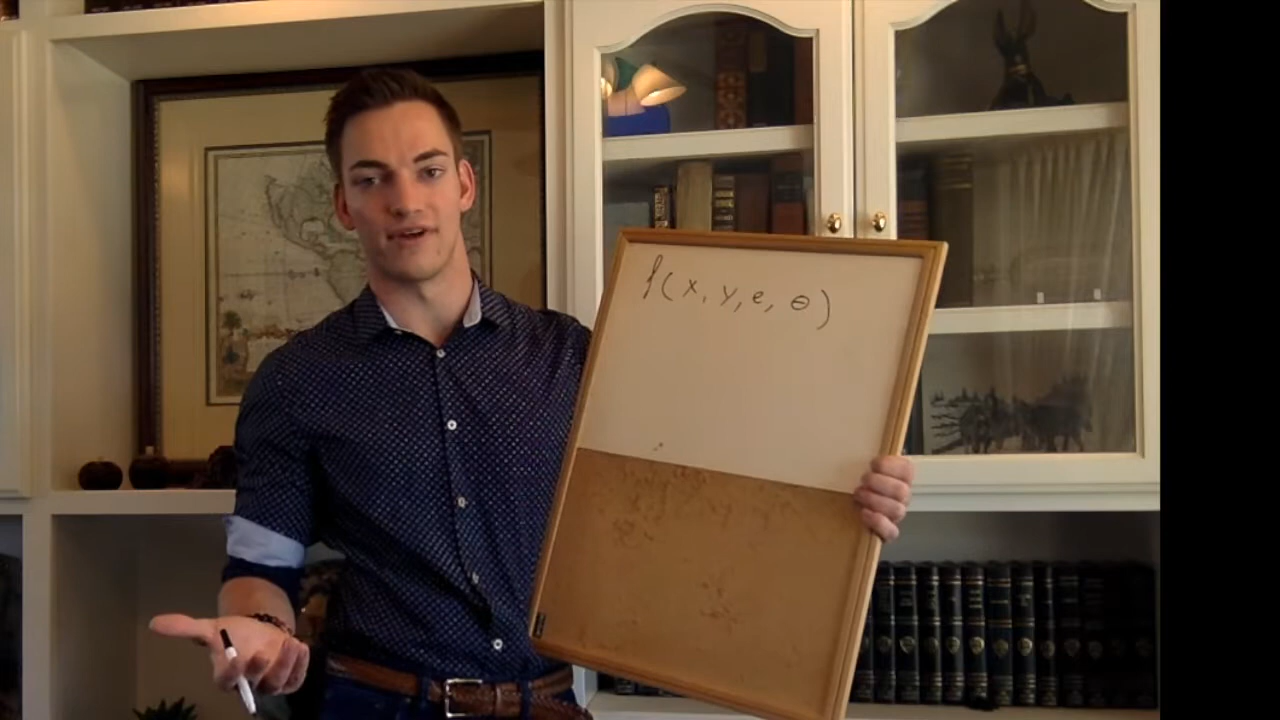 f(x, y, e, θ)